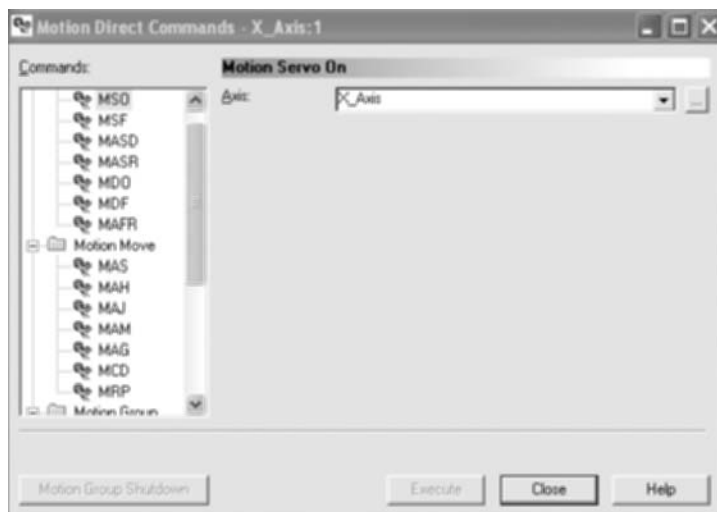 Motion Direct Commands - X_Axis:1
Commands:
Motion Servo On
MSO
Axis:
X_Axis
...
MSF
MASD
MASR
MDO
MDF
MAFR
Motion Move
MAS
MAH
MAJ
MAM
MAG
MCD
MRP
Motion Group
Motion Group Shutdown
Execute
Close
Help